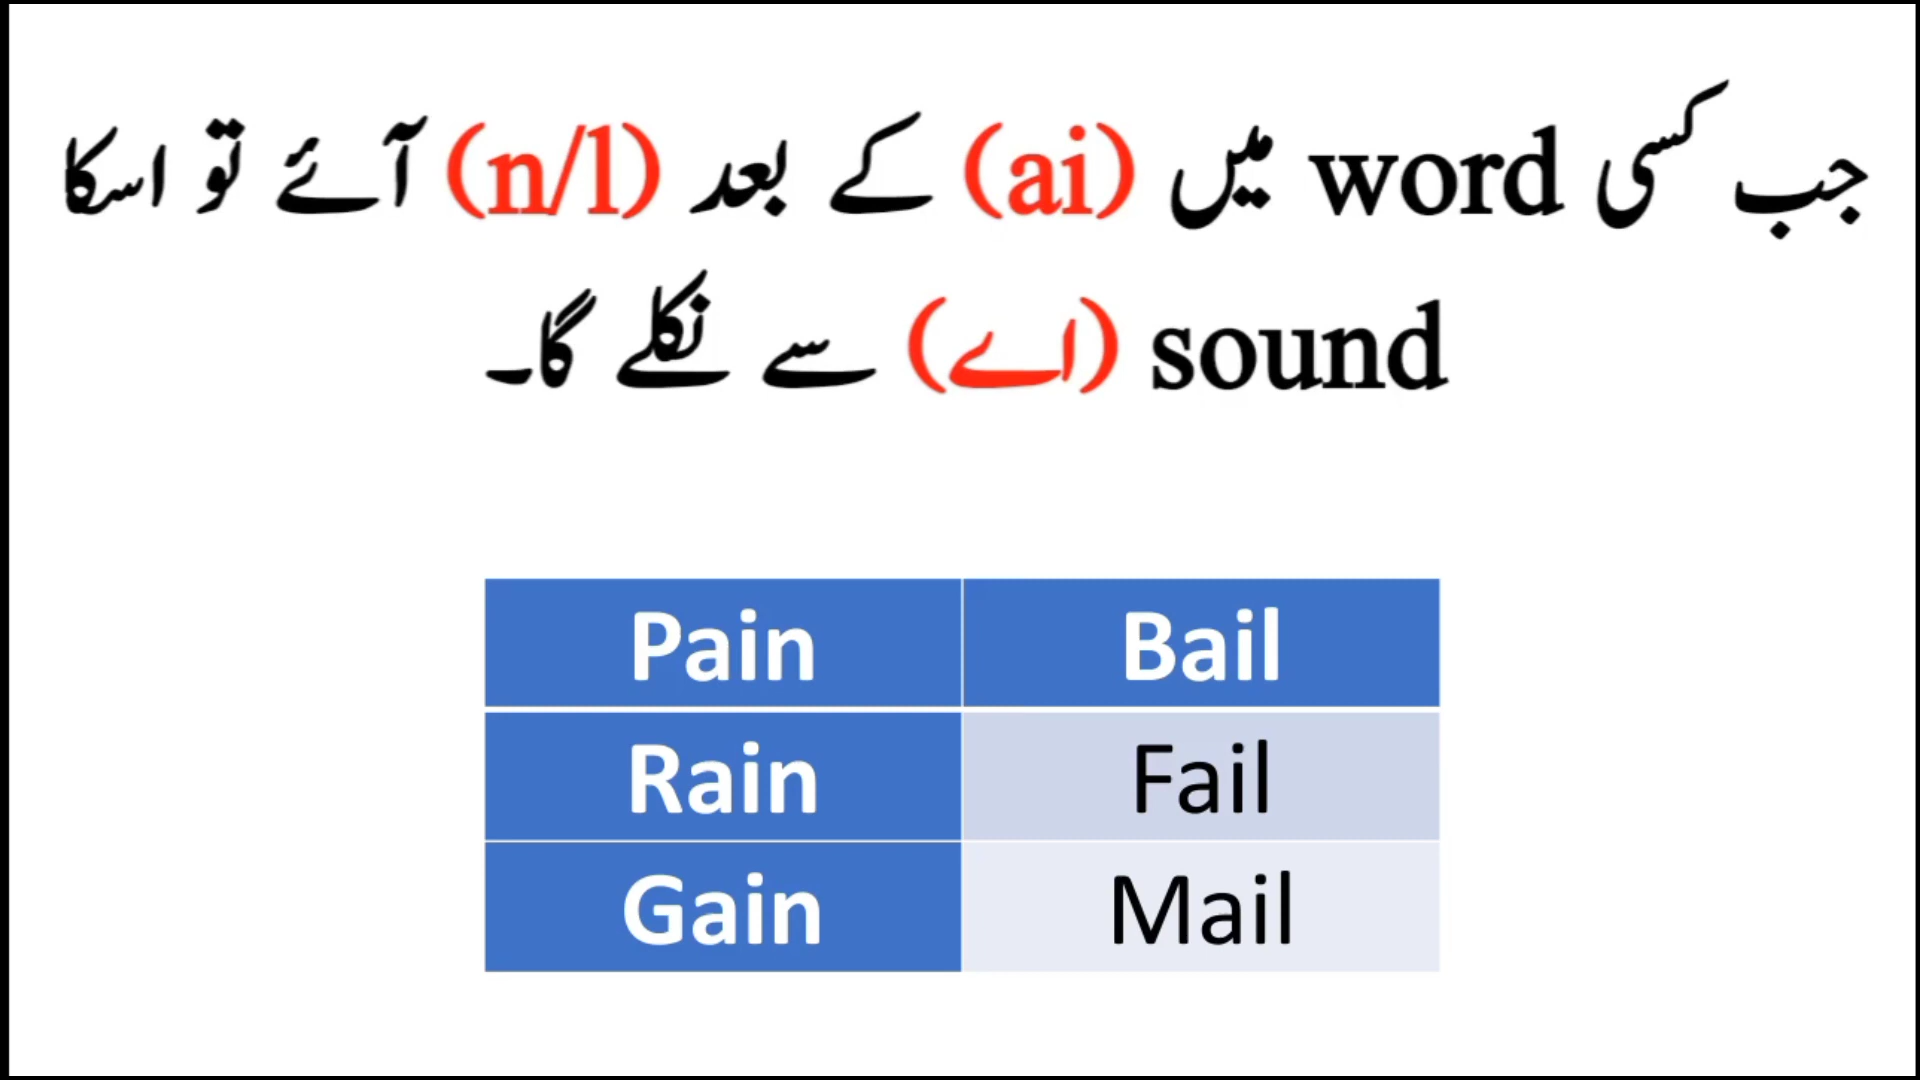 جب کسی word میں (ai) کے بعد (n/l) آئے تو اسکا
sound (اے) سے نکلے گا۔
Pain Bail
Rain Fail
Gain Mail